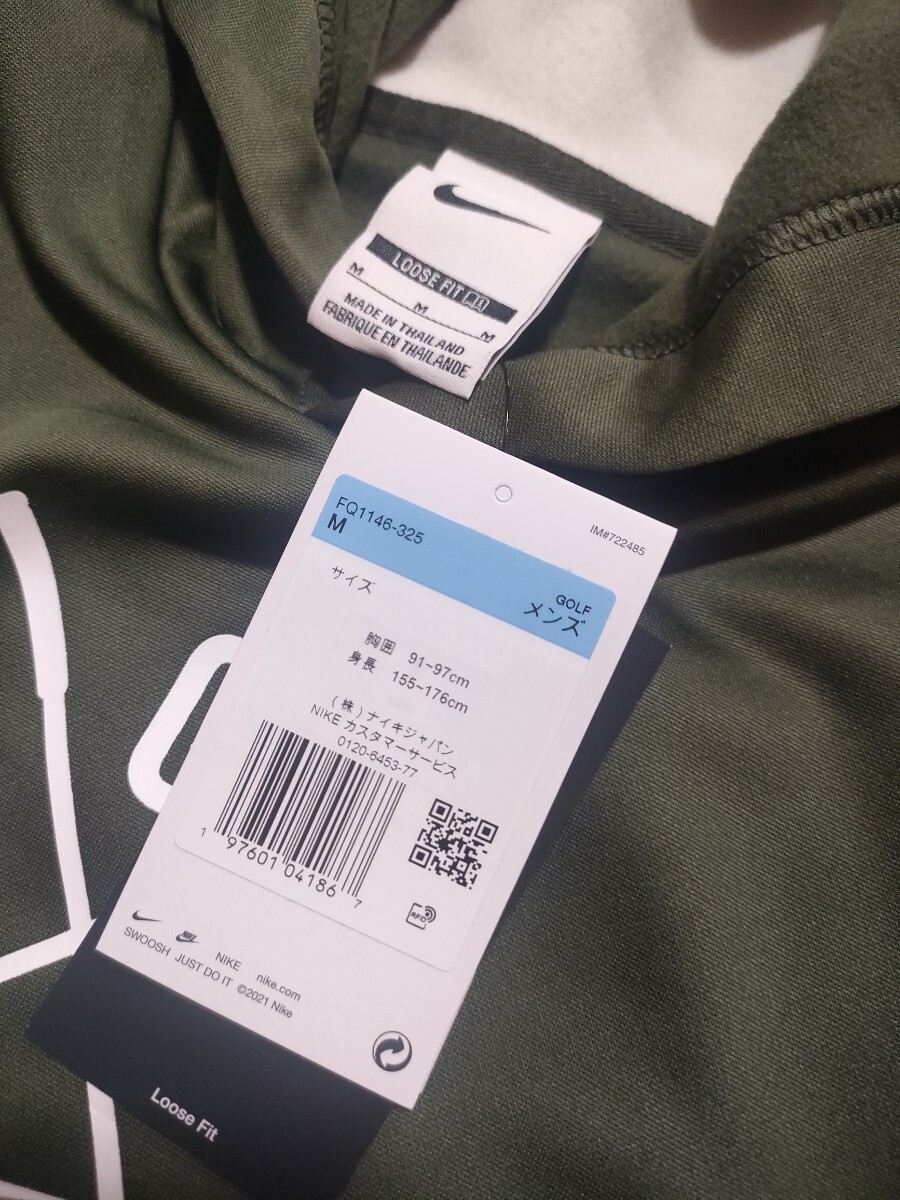 LOOSE FIT
M
M
M
MADE IN THAILAND
FABRIQUE EN THAILANDE
IM#722485
FQ1146-325
M
GOLF
メンズ
サイズ
胸囲 91~97cm
身長 155~176cm
(株)ナイキジャパン
NIKE カスタマーサービス
0120-6453-77
1 97601 04186 7
RFID
NIKE NIKE nike.com
SWOOSH JUST DO IT ©2021 Nike
Loose Fit